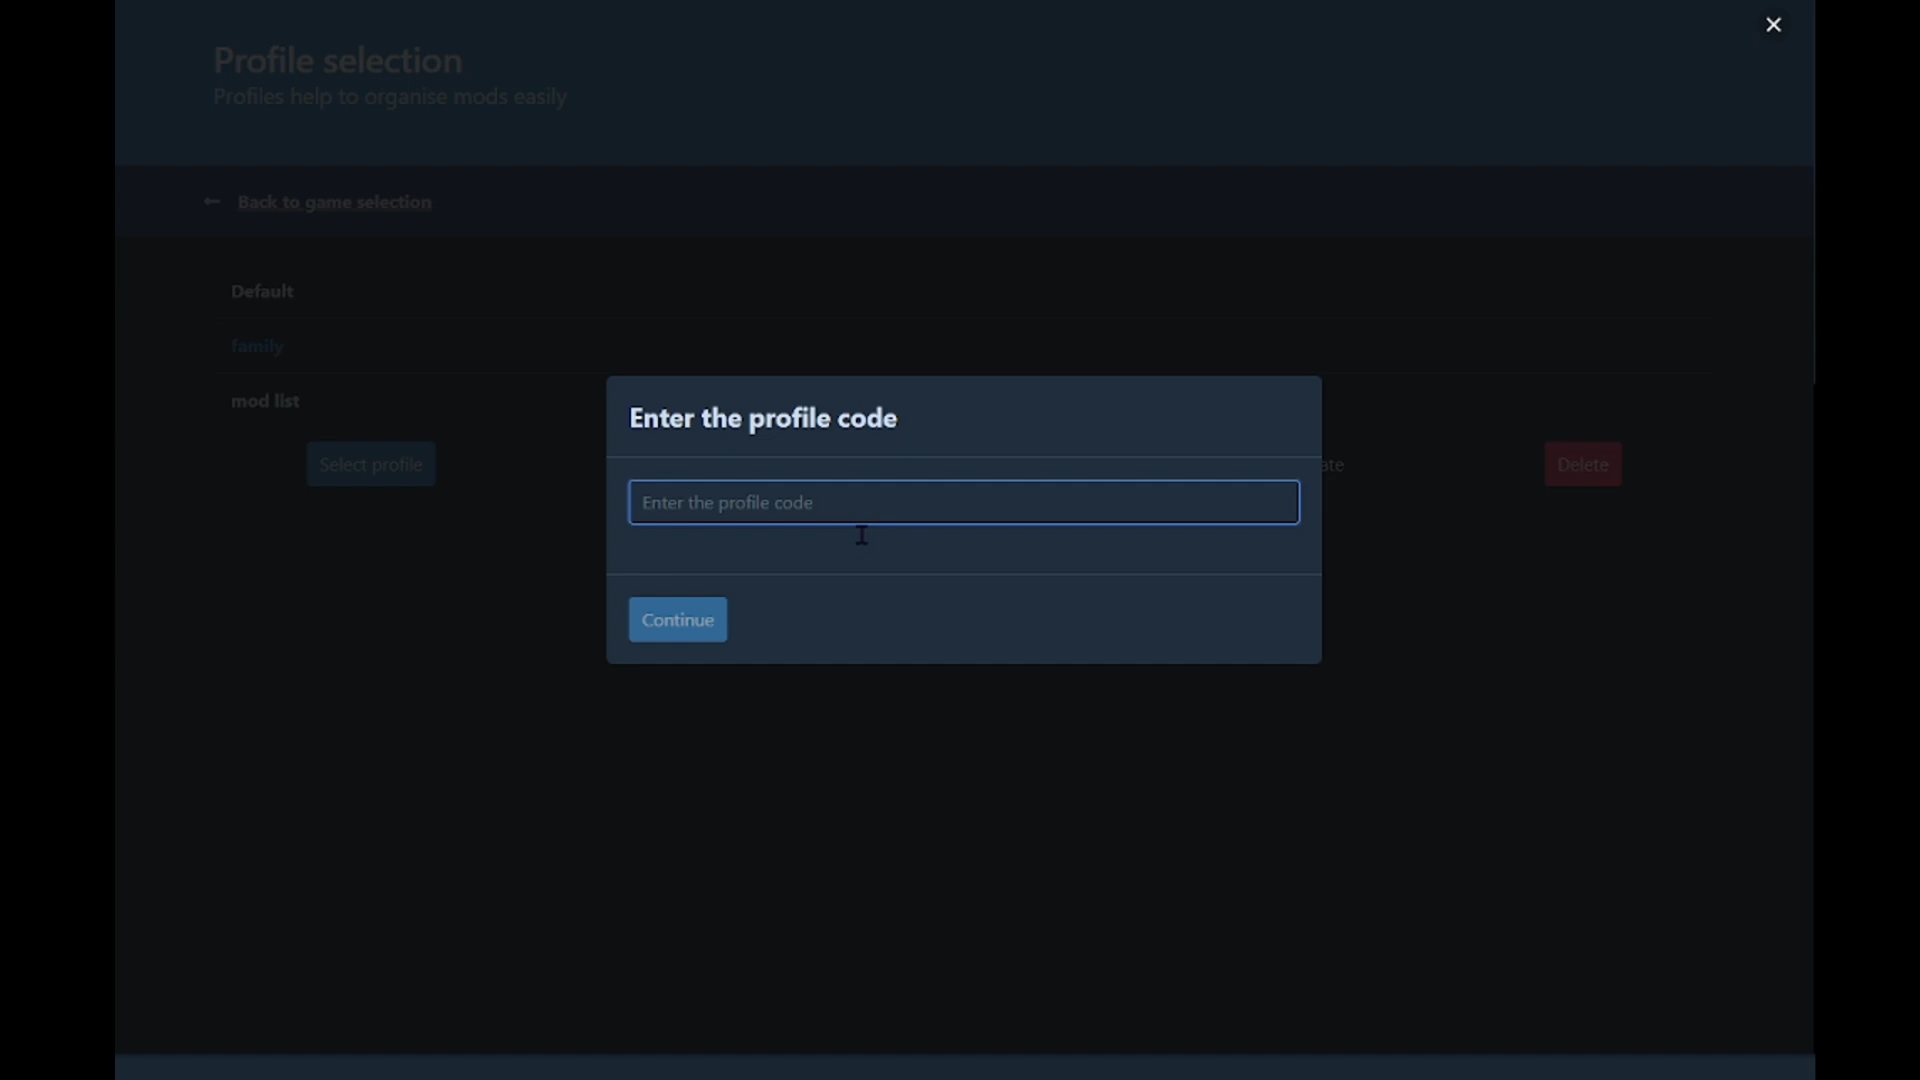 Profile selection
Profiles help to organise mods easily
Back to game selection
Default
family
mod list
Enter the profile code
Enter the profile code
Select profile
ate
Delete
Continue